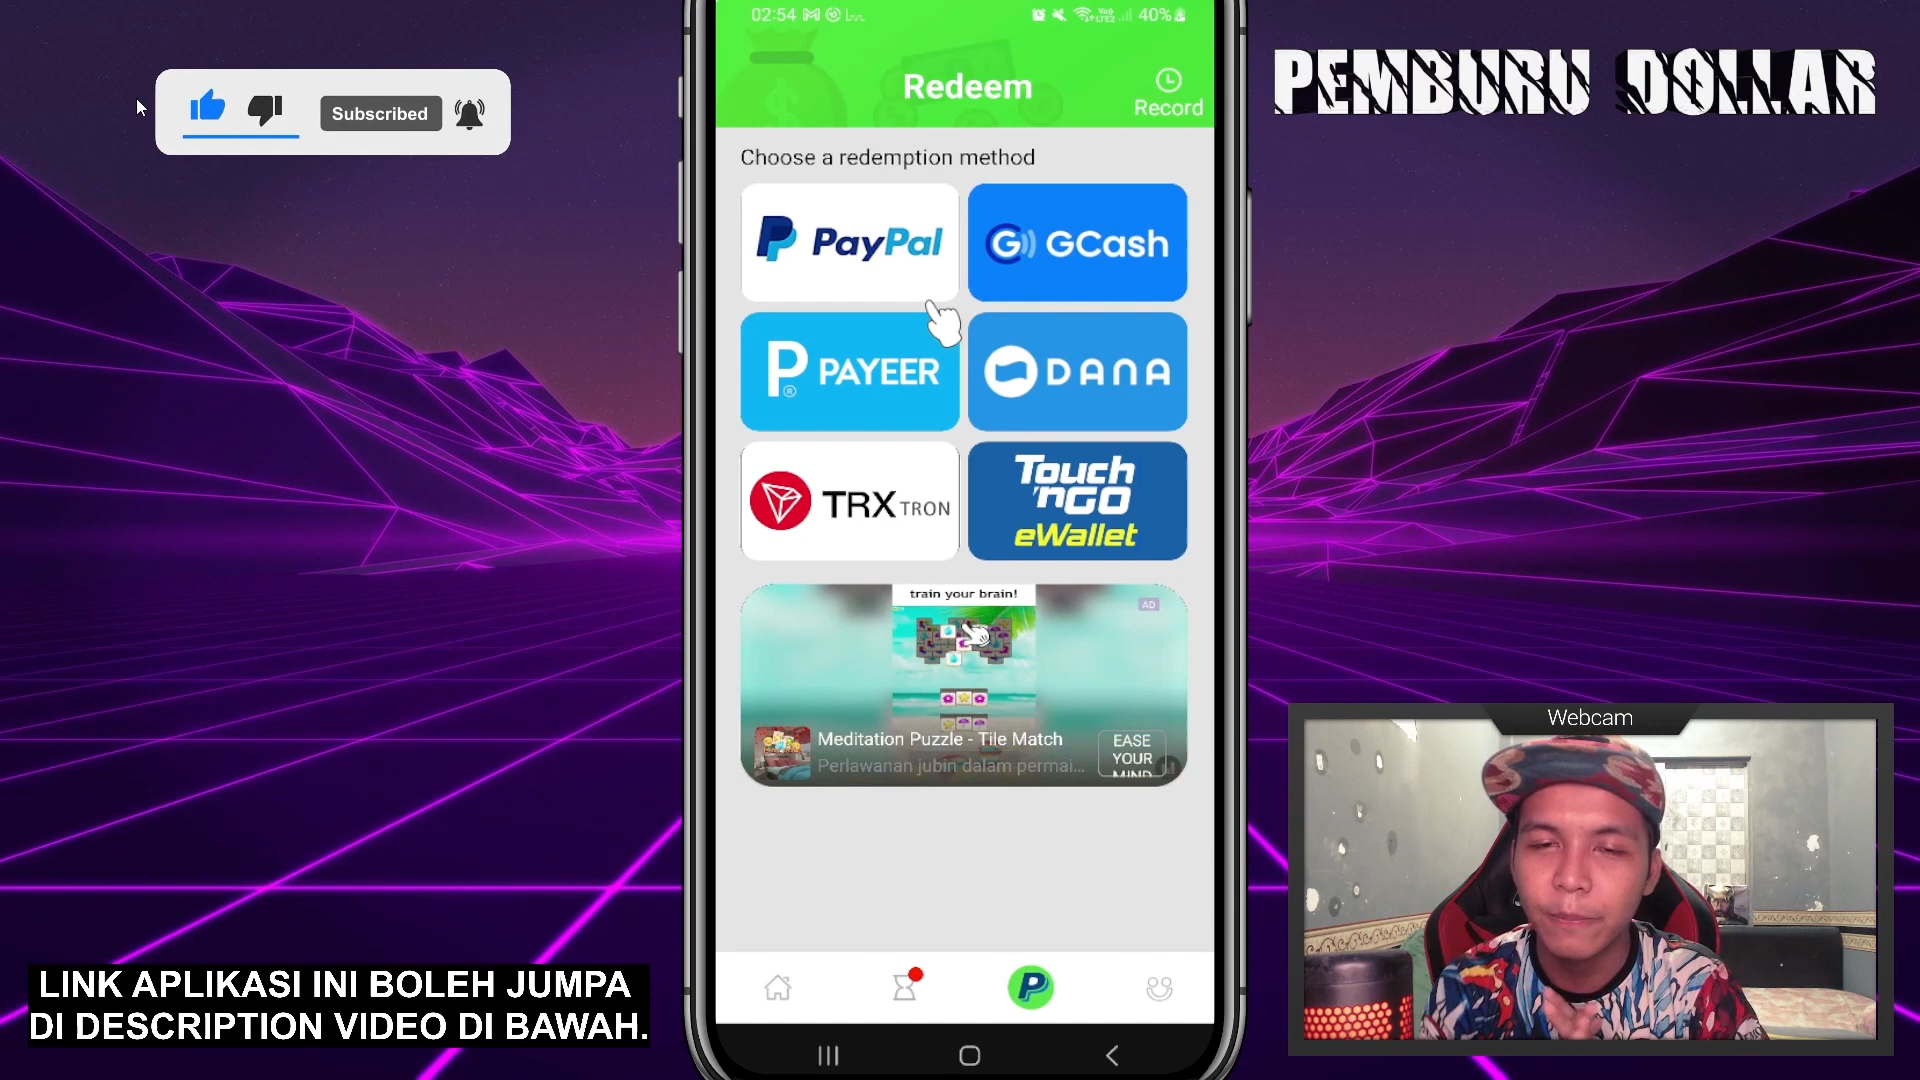 02:54
40%
Redeem
Record
Subscribed
PEMBURU DOLLAR
Choose a redemption method
PayPal
GCash
PAYEER
DANA
TRX TRON
Touch 'nGO eWallet
train your brain!
AD
Meditation Puzzle - Tile Match
Perlawanan jubin dalam permai...
EASE
YOUR
MIND
Webcam
LINK APLIKASI INI BOLEH JUMPA
DI DESCRIPTION VIDEO DI BAWAH.